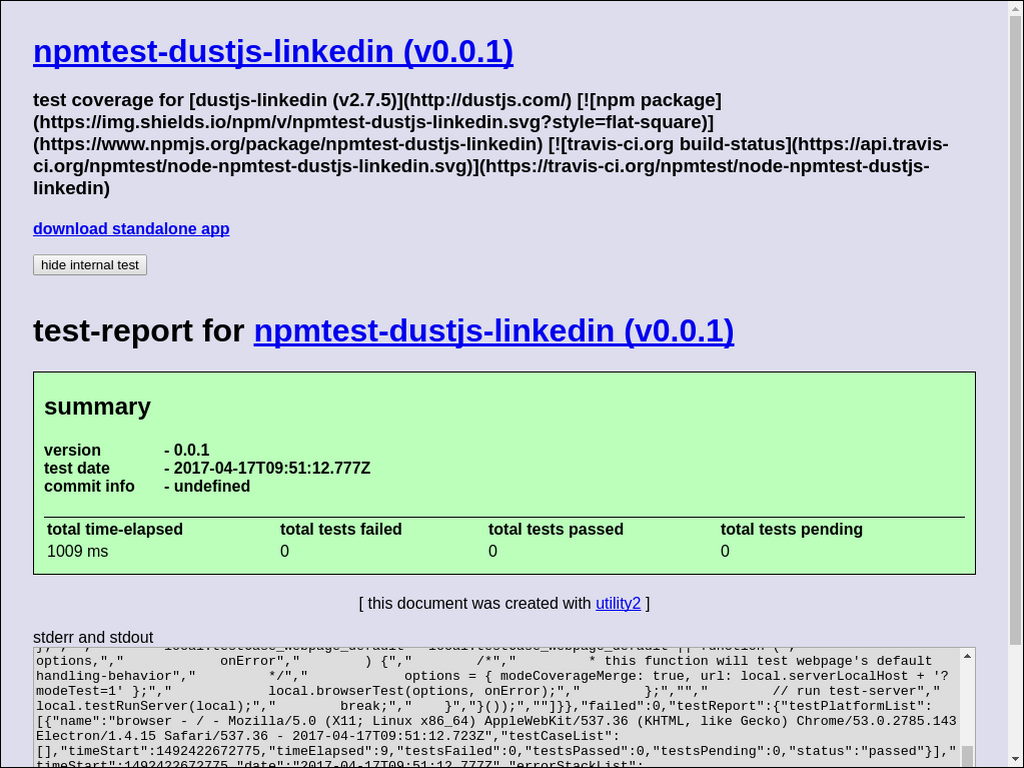 npmtest-dustjs-linkedin (v0.0.1)
test coverage for [dustjs-linkedin (v2.7.5)](http://dustjs.com/) [![npm package]
(https://img.shields.io/npm/v/npmtest-dustjs-linkedin.svg?style=flat-square)]
(https://www.npmjs.org/package/npmtest-dustjs-linkedin) [![travis-ci.org build-status](https://api.travis-
ci.org/npmtest/node-npmtest-dustjs-linkedin.svg)](https://travis-ci.org/npmtest/node-npmtest-dustjs-
linkedin)
download standalone app
hide internal test
test-report for npmtest-dustjs-linkedin (v0.0.1)
summary
version - 0.0.1
test date - 2017-04-17T09:51:12.777Z
commit info - undefined
total time-elapsed total tests failed total tests passed total tests pending
1009 ms 0 0 0
[ this document was created with utility2 ]
stderr and stdout
options,"," onError"," ) {"," /*"," * this function will test webpage's default
handling-behavior"," */"," options = { modeCoverageMerge: true, url: local.serverLocalHost + '?
modeTest=1' };"," local.browserTest(options, onError);"," };",""," // run test-server","
local.testRunServer(local);"," break;"," }","}());",""]}},"failed":0,"testReport":{"testPlatformList":
[{"name":"browser - / - Mozilla/5.0 (X11; Linux x86_64) AppleWebKit/537.36 (KHTML, like Gecko) Chrome/53.0.2785.143
Electron/1.4.15 Safari/537.36 - 2017-04-17T09:51:12.723Z","testCaseList":
[],"timeStart":1492422672775,"timeElapsed":9,"testsFailed":0,"testsPassed":0,"testsPending":0,"status":"passed"}],"
timeStart":1492422672775,"date":"2017-04-17T09:51:12.777Z","errorStackList":